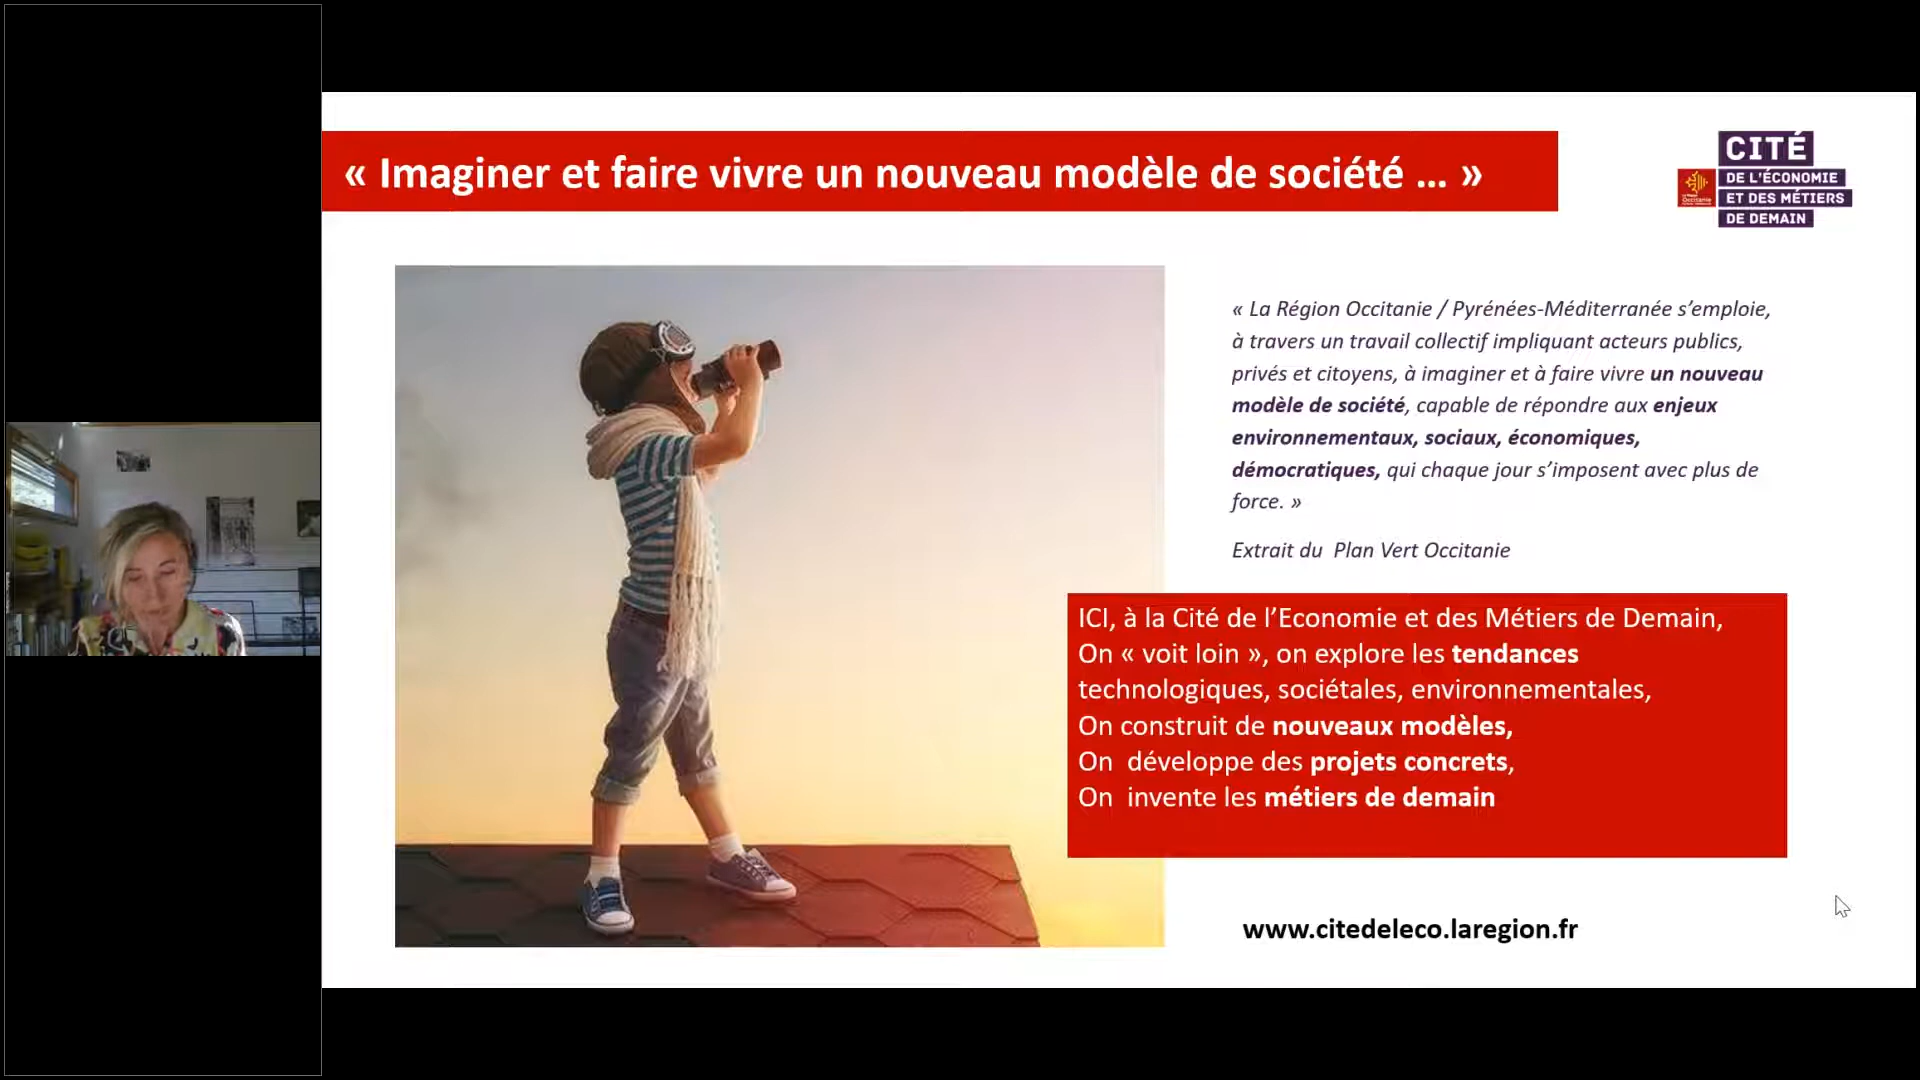 « Imaginer et faire vivre un nouveau modèle de société ... »
CITÉ
DE L'ÉCONOMIE
ET DES MÉTIERS
DE DEMAIN
« La Région Occitanie / Pyrénées-Méditerranée s’emploie,
à travers un travail collectif impliquant acteurs publics,
privés et citoyens, à imaginer et à faire vivre un nouveau
modèle de société, capable de répondre aux enjeux
environnementaux, sociaux, économiques,
démocratiques, qui chaque jour s’imposent avec plus de
force. »
Extrait du Plan Vert Occitanie
ICI, à la Cité de l’Economie et des Métiers de Demain,
On « voit loin », on explore les tendances
technologiques, sociétales, environnementales,
On construit de nouveaux modèles,
On développe des projets concrets,
On invente les métiers de demain
www.citedeleco.laregion.fr